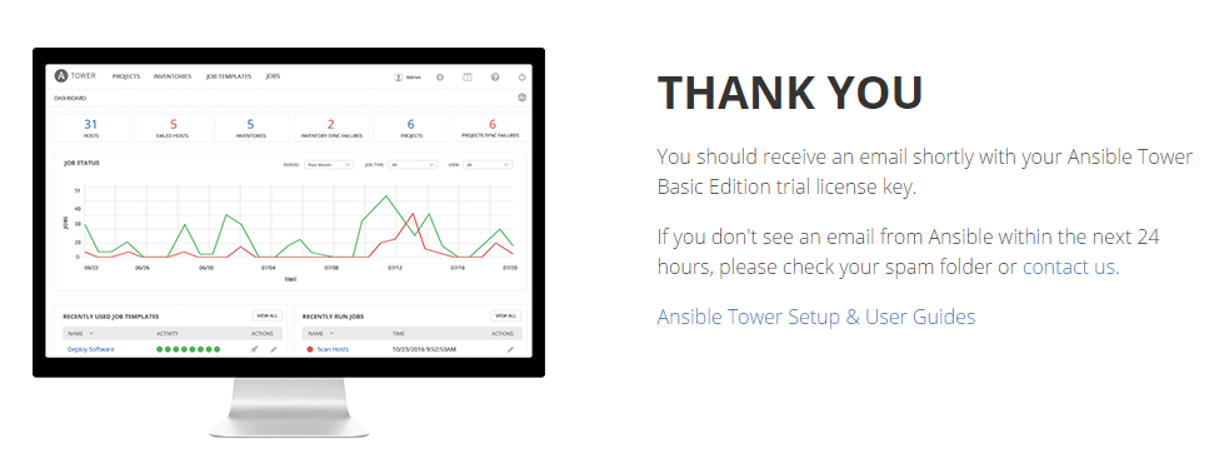 A TOWER PROJECTS INVENTORIES JOB TEMPLATES JOBS Admin
DASHBOARD
31 5 5 2 6 6
HOSTS FAILED HOSTS INVENTORIES INVENTORY SYNC FAILURES PROJECTS PROJECTS SYNC FAILURES
JOB STATUS PERIOD Past Month JOB TYPE All VIEW All
51
40
30
20
0
JOBS
06/22 06/26 06/30 07/04 07/08 07/12 07/16 07/20
TIME
RECENTLY USED JOB TEMPLATES VIEW ALL
NAME ACTIVITY ACTIONS
Deploy Software
RECENTLY RUN JOBS VIEW ALL
NAME TIME ACTIONS
Scan Hosts 10/23/2016 9:52:53AM
THANK YOU
You should receive an email shortly with your Ansible Tower
Basic Edition trial license key.
If you don't see an email from Ansible within the next 24
hours, please check your spam folder or contact us.
Ansible Tower Setup & User Guides